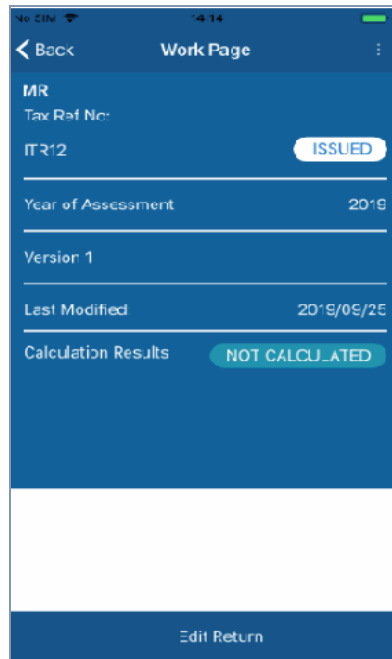 No SIM 14:14
Back Work Page
MR
Tax Ref No:
ITR12 ISSUED
Year of Assessment 2019
Version 1
Last Modified: 2019/09/25
Calculation Results NOT CALCULATED
Edit Return